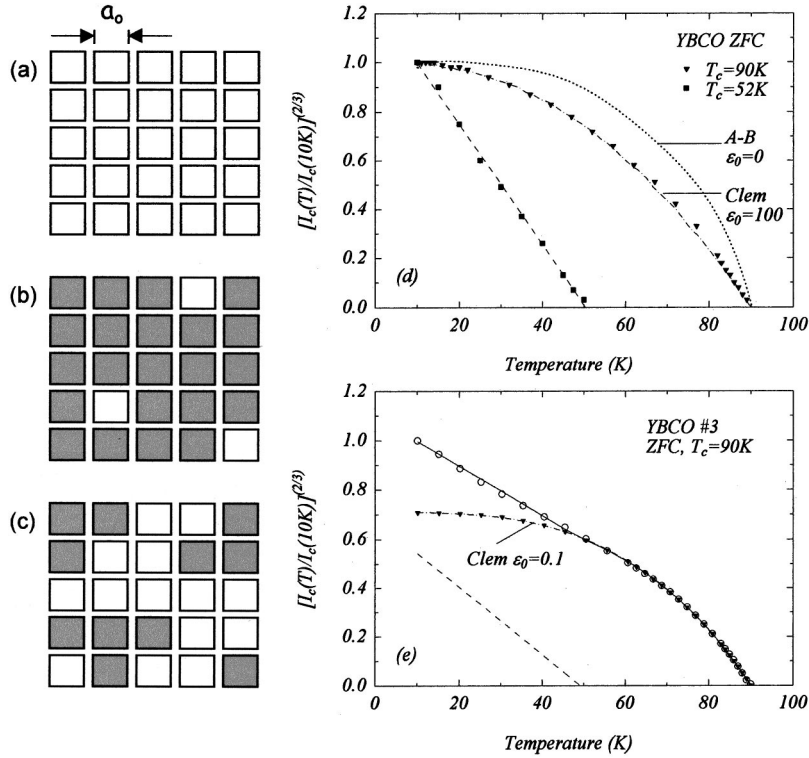 a₀
(a)
(b)
(c)
[I_c(T)/I_c(10K)]^(2/3)
1.2
1.0
0.8
0.6
0.4
0.2
0.0
YBCO ZFC
▼ T_c=90K
■ T_c=52K
A-B
ε₀=0
Clem
ε₀=100
(d)
0 20 40 60 80 100
Temperature (K)
[I_c(T)/I_c(10K)]^(2/3)
1.2
1.0
0.8
0.6
0.4
0.2
0.0
YBCO #3
ZFC, T_c=90K
Clem ε₀=0.1
(e)
0 20 40 60 80 100
Temperature (K)